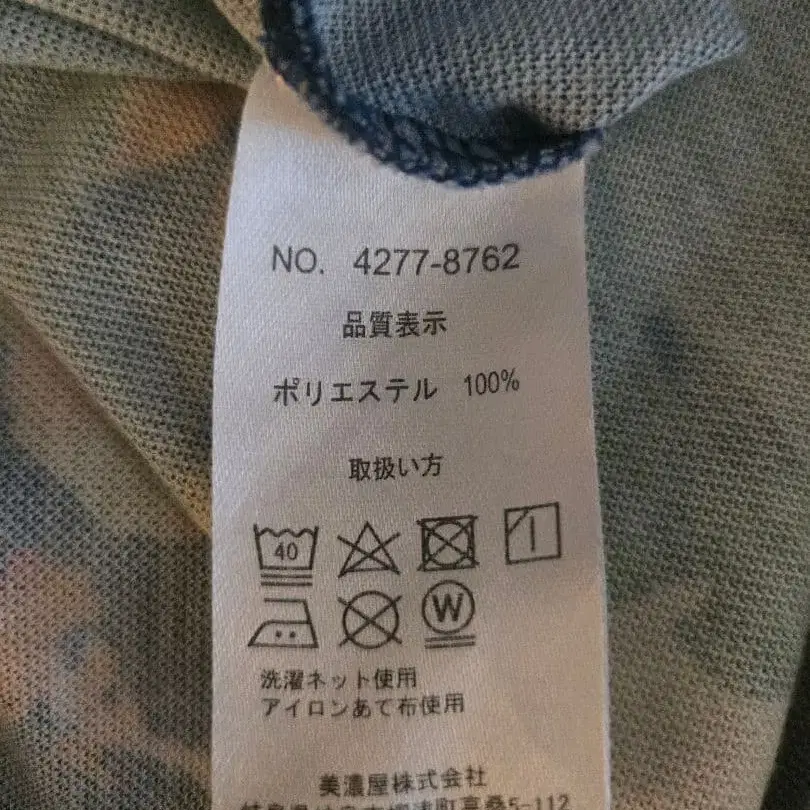 NO. 4277-8762
品質表示
ポリエステル 100%
取扱い方
40
W
洗濯ネット使用
アイロンあて布使用
美濃屋株式会社
5-112